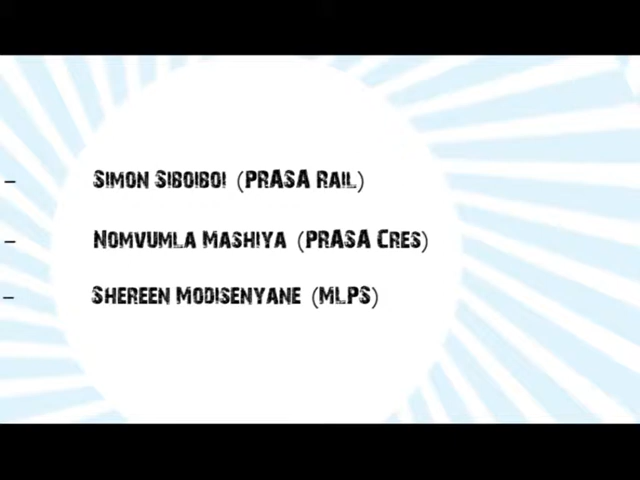 – Simon Siboiboi (PRASA Rail)
– Nomvumla Mashiya (PRASA Cres)
– Shereen Modisenyane (MLPS)